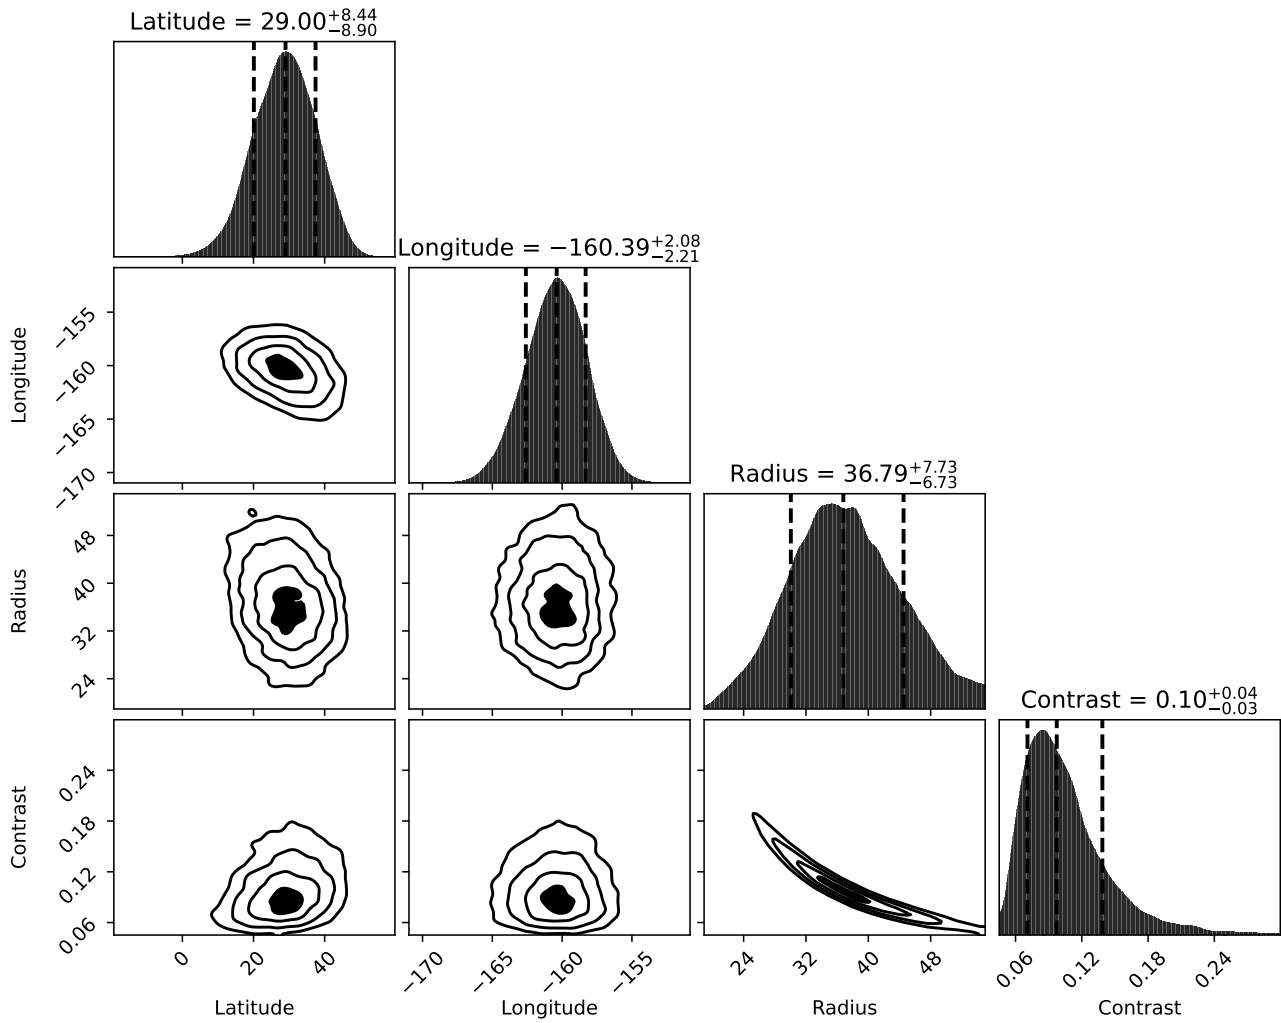 Latitude = 29.00+8.44−8.90
Longitude = −160.39+2.08−2.21
−155
−160
−165
−170
Longitude
Radius = 36.79+7.73−6.73
48
40
32
24
Radius
Contrast = 0.10+0.04−0.03
0.24
0.18
0.12
0.06
Contrast
0 20 40
−170 −165 −160 −155
24 32 40 48
0.06 0.12 0.18 0.24
Latitude Longitude Radius Contrast